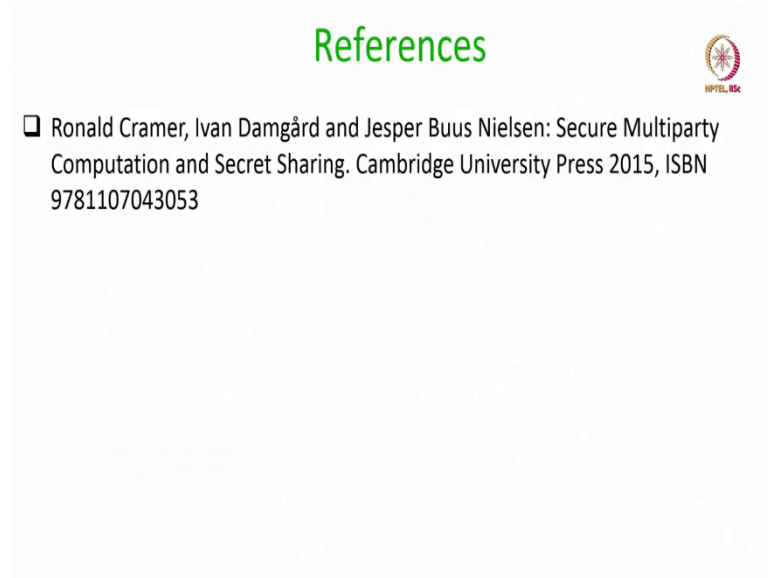 References
NPTEL, IISc
Ronald Cramer, Ivan Damgård and Jesper Buus Nielsen: Secure Multiparty
Computation and Secret Sharing. Cambridge University Press 2015, ISBN
9781107043053